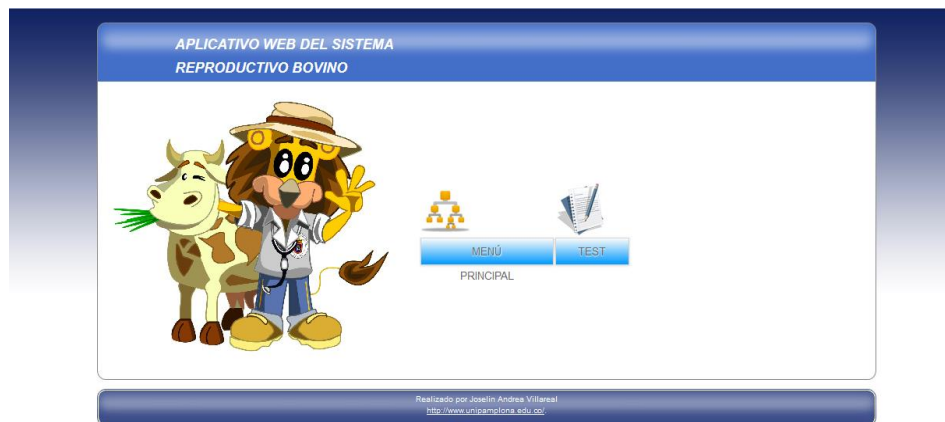 APLICATIVO WEB DEL SISTEMA
REPRODUCTIVO BOVINO
MENÚ
TEST
PRINCIPAL
Realizado por Joselin Andrea Villareal
http://www.unipamplona.edu.co/